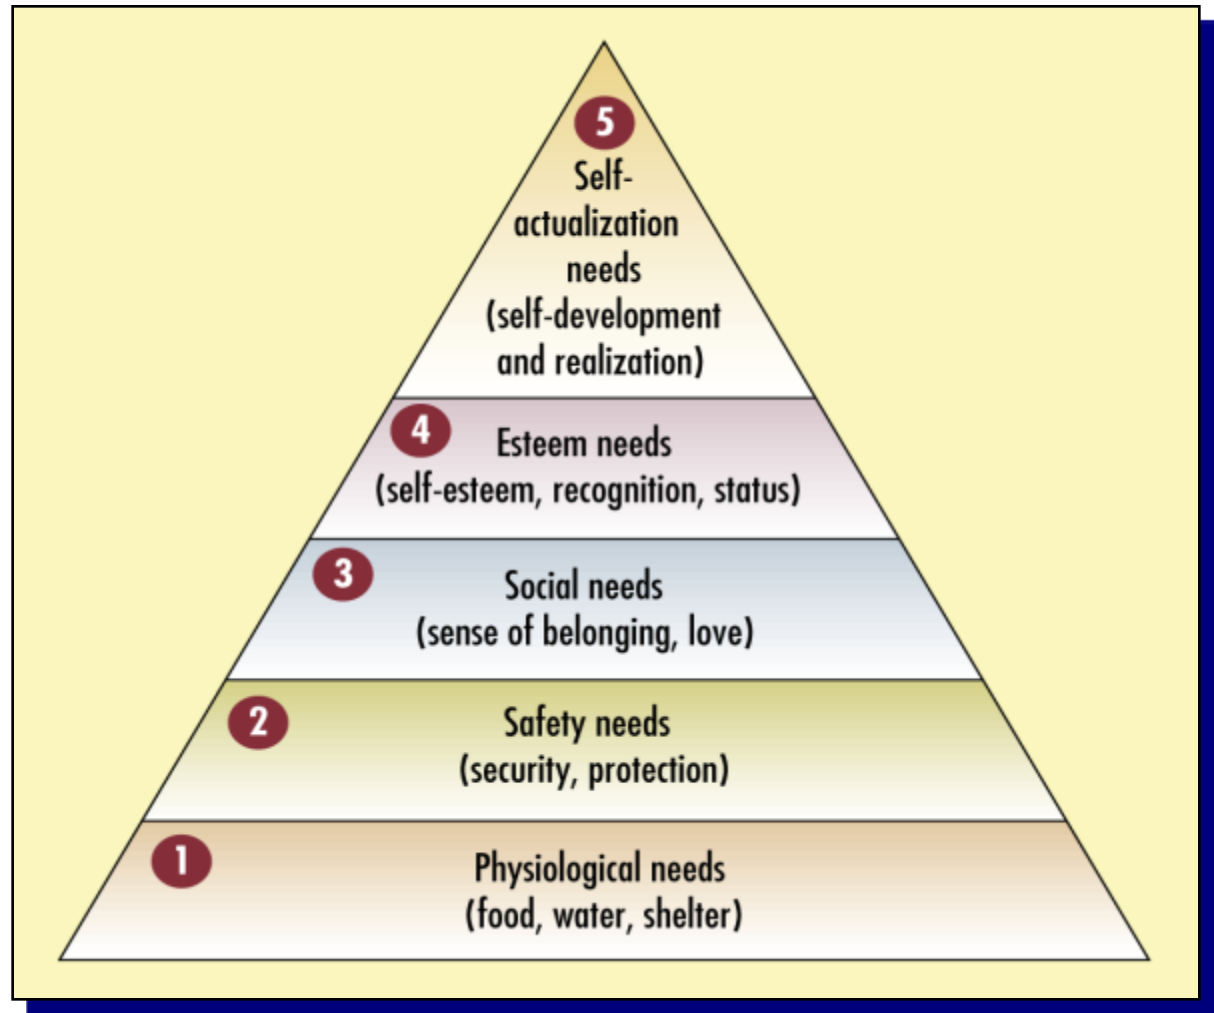 5
Self-
actualization
needs
(self-development
and realization)
4
Esteem needs
(self-esteem, recognition, status)
3
Social needs
(sense of belonging, love)
2
Safety needs
(security, protection)
1
Physiological needs
(food, water, shelter)